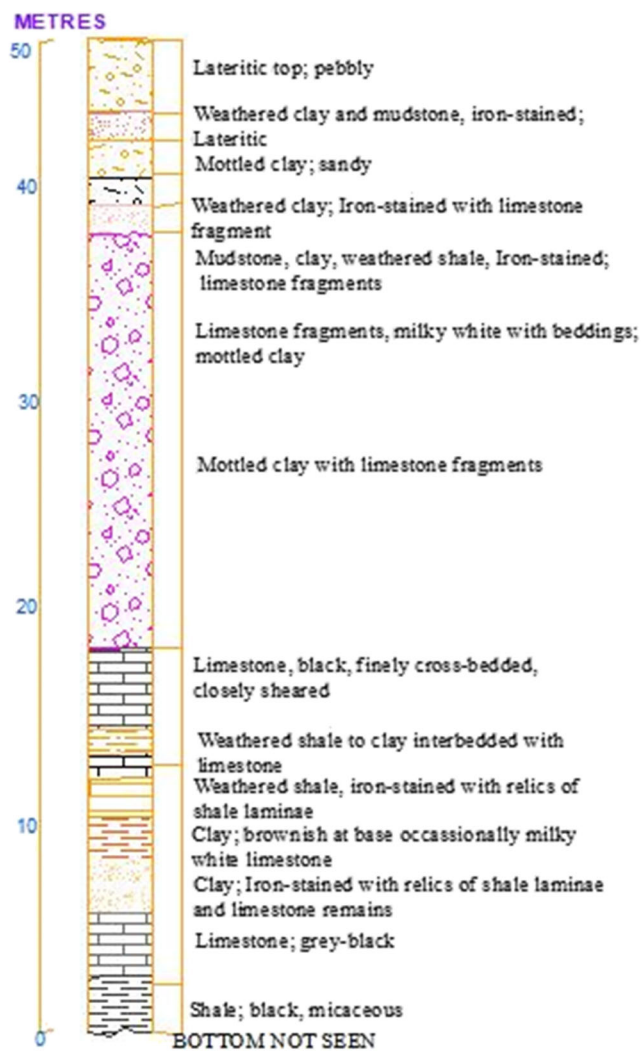 METRES
50
Lateritic top; pebbly
Weathered clay and mudstone, iron-stained;
Lateritic
Mottled clay; sandy
40
Weathered clay; Iron-stained with limestone
fragment
Mudstone, clay, weathered shale, Iron-stained;
limestone fragments
Limestone fragments, milky white with beddings;
mottled clay
30
Mottled clay with limestone fragments
20
Limestone, black, finely cross-bedded,
closely sheared
Weathered shale to clay interbedded with
limestone
Weathered shale, iron-stained with relics of
shale laminae
10
Clay; brownish at base occassionally milky
white limestone
Clay; Iron-stained with relics of shale laminae
and limestone remains
Limestone; grey-black
Shale; black, micaceous
0
BOTTOM NOT SEEN